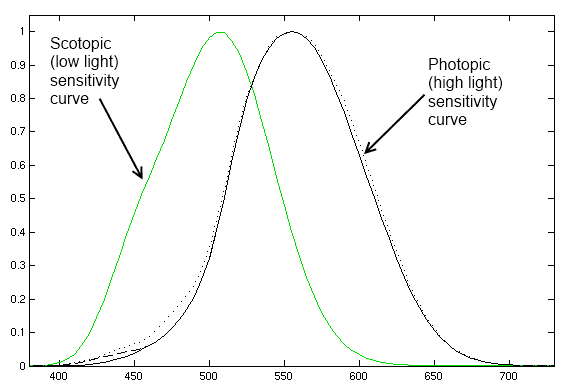 1
0.9
0.8
0.7
0.6
0.5
0.4
0.3
0.2
0.1
0
Scotopic
(low light)
sensitivity
curve
Photopic
(high light)
sensitivity
curve
400
450
500
550
600
650
700